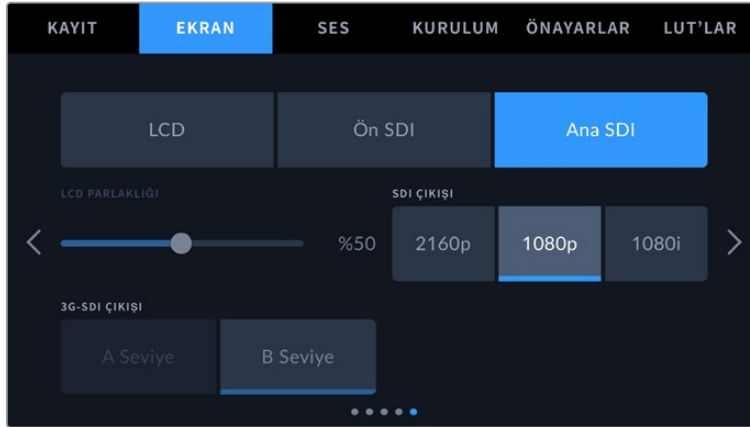 KAYIT EKRAN SES KURULUM ÖNAYARLAR LUT'LAR
LCD Ön SDI Ana SDI
LCD PARLAKLIĞI SDI ÇIKIŞI
%50 2160p 1080p 1080i
3G-SDI ÇIKIŞI
A Seviye B Seviye